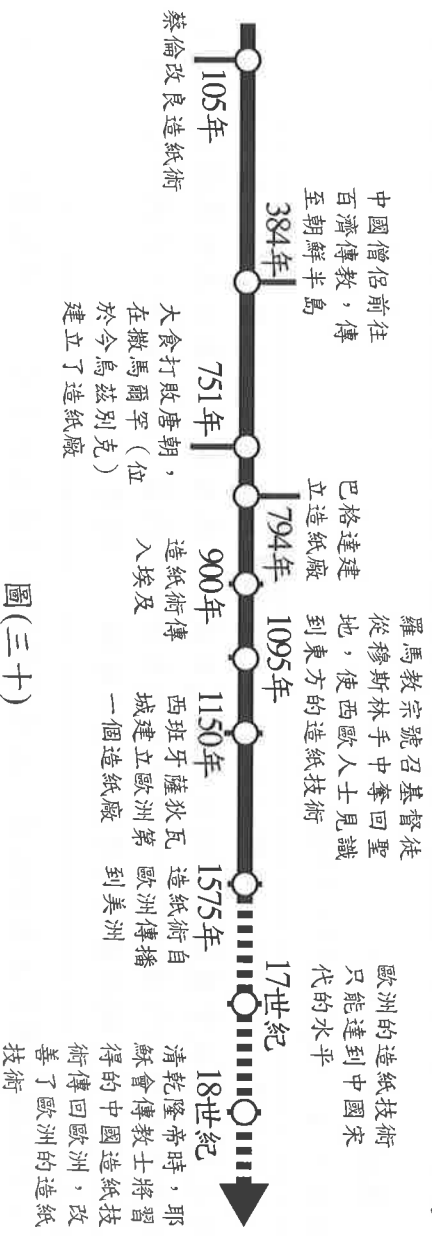 105年
蔡倫改良造紙術
384年
中國僧侶前往
百濟傳教，傳
至朝鮮半島
751年
大食打敗唐朝，
在撒馬爾罕（位
於今烏茲別克）
建立了造紙廠
794年
巴格達建
立造紙廠
900年
造紙術傳
入埃及
1095年
羅馬教宗號召基督徒
從穆斯林手中奪回聖
地，使西歐人士見識
到東方的造紙技術
1150年
西班牙薩狄瓦
城建立歐洲第
一個造紙廠
1575年
造紙術自
歐洲傳播
到美洲
17世紀
歐洲的造紙技術
只能達到中國宋
代的水平
18世紀
清乾隆帝時，耶
穌會傳教士將習
得的中國造紙技
術傳回歐洲，改
善了歐洲的造紙
技術
圖(三十)